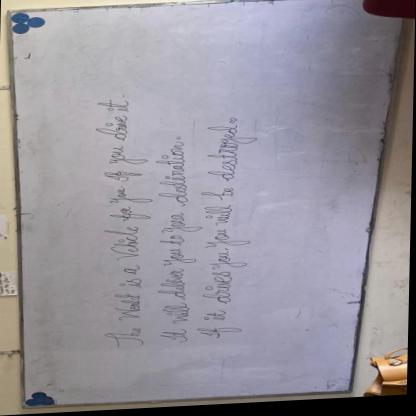 The World is a Vehicle for you If you drive it.
It will deliver you to your destination.
If it drives you, You will be destroyed.